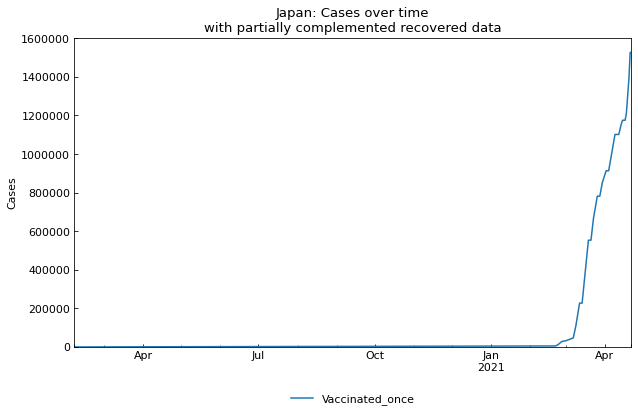 Japan: Cases over time
with partially complemented recovered data
1600000
1400000
1200000
1000000
800000
600000
400000
200000
0
Cases
Apr
Jul
Oct
Jan
2021
Apr
Vaccinated_once